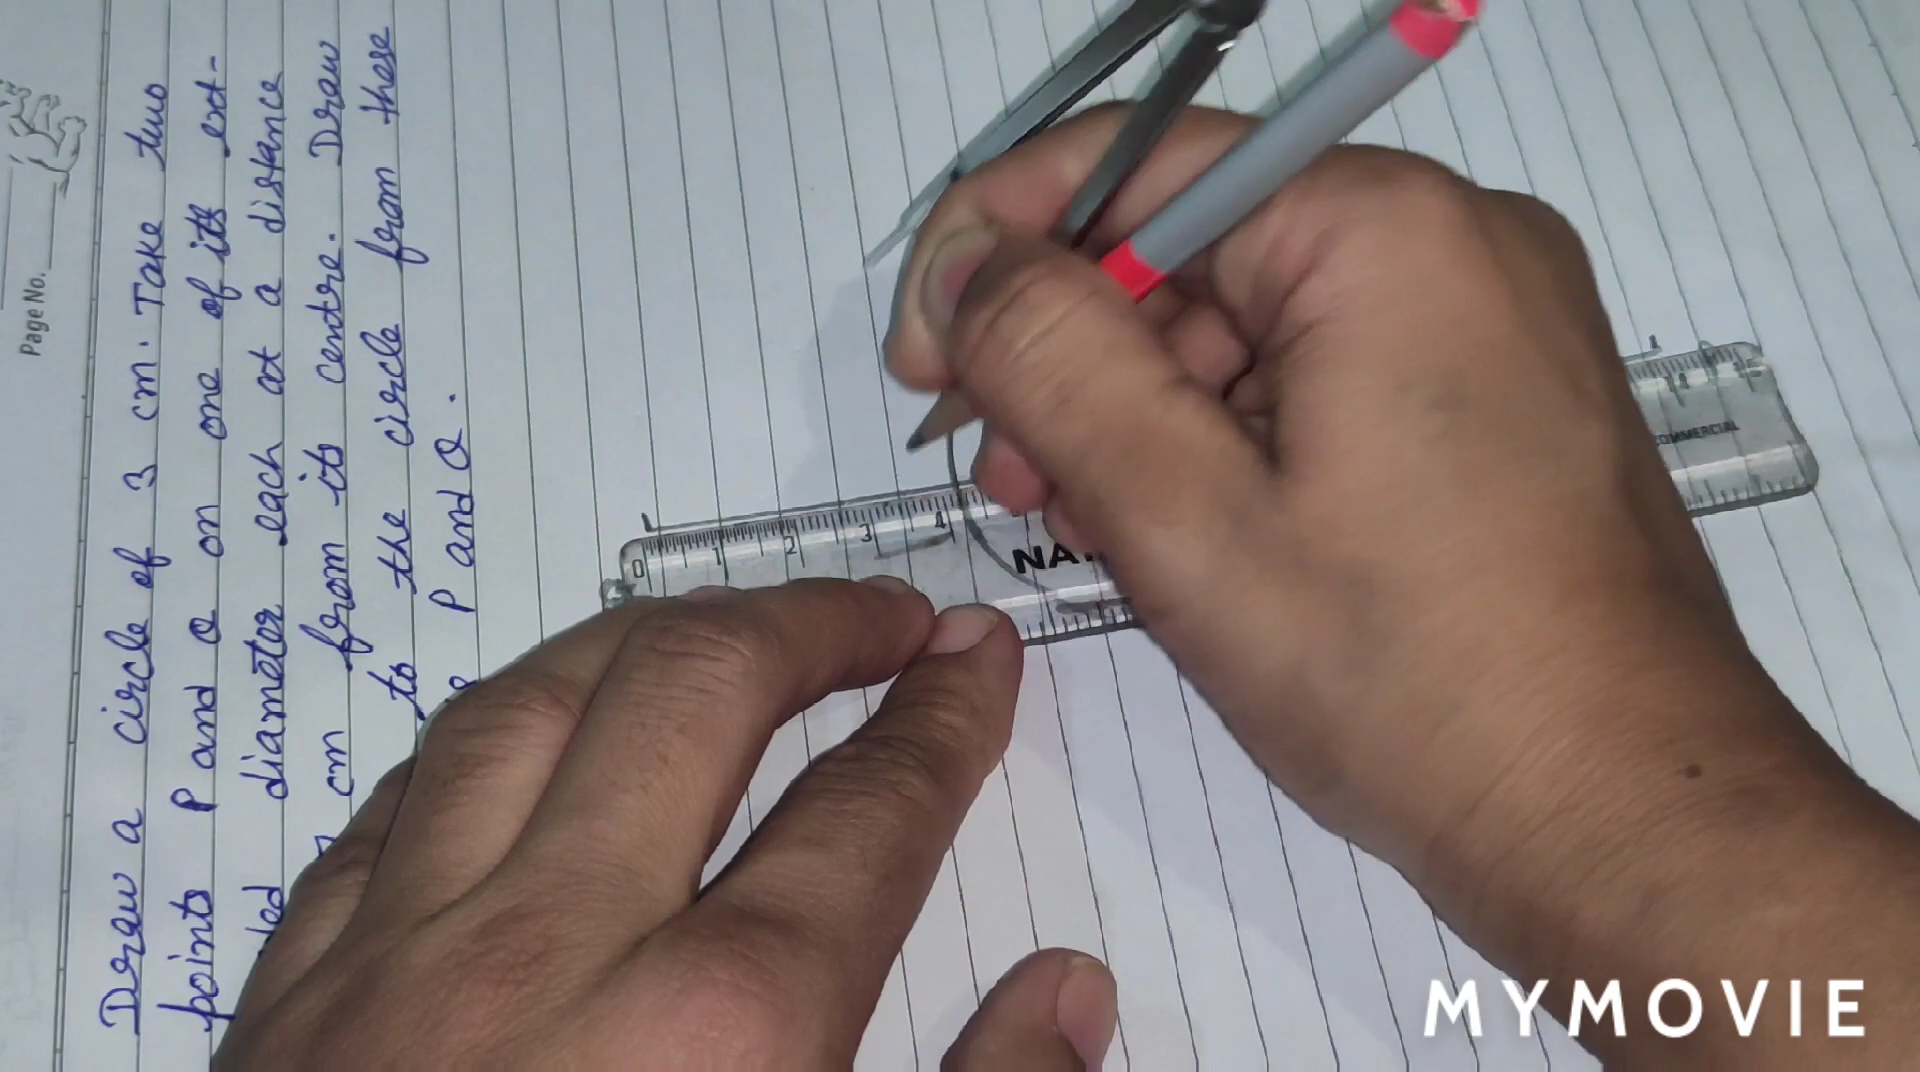 Page No.
Draw a circle of 3 cm. Take two
points P and Q on one of its ext-
diameter each at a distance
cm from its centre. Draw
to the circle from these
P and Q.
0 1 2 3 4
COMMERCIAL
MYMOVIE